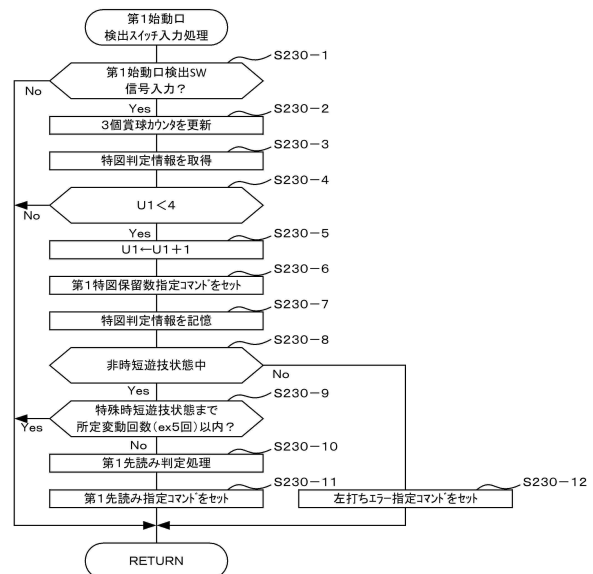 第1始動口
検出スイッチ入力処理
S230-1
第1始動口検出SW
信号入力?
No
Yes
S230-2
3個賞球カウンタを更新
S230-3
特図判定情報を取得
S230-4
U1<4
No
Yes
S230-5
U1←U1+1
S230-6
第1特図保留数指定コマンドをセット
S230-7
特図判定情報を記憶
S230-8
非時短遊技状態中
No
Yes
S230-9
特殊時短遊技状態まで
所定変動回数(ex5回)以内?
Yes
No
S230-10
第1先読み判定処理
S230-11
第1先読み指定コマンドをセット
S230-12
左打ちエラー指定コマンドをセット
RETURN